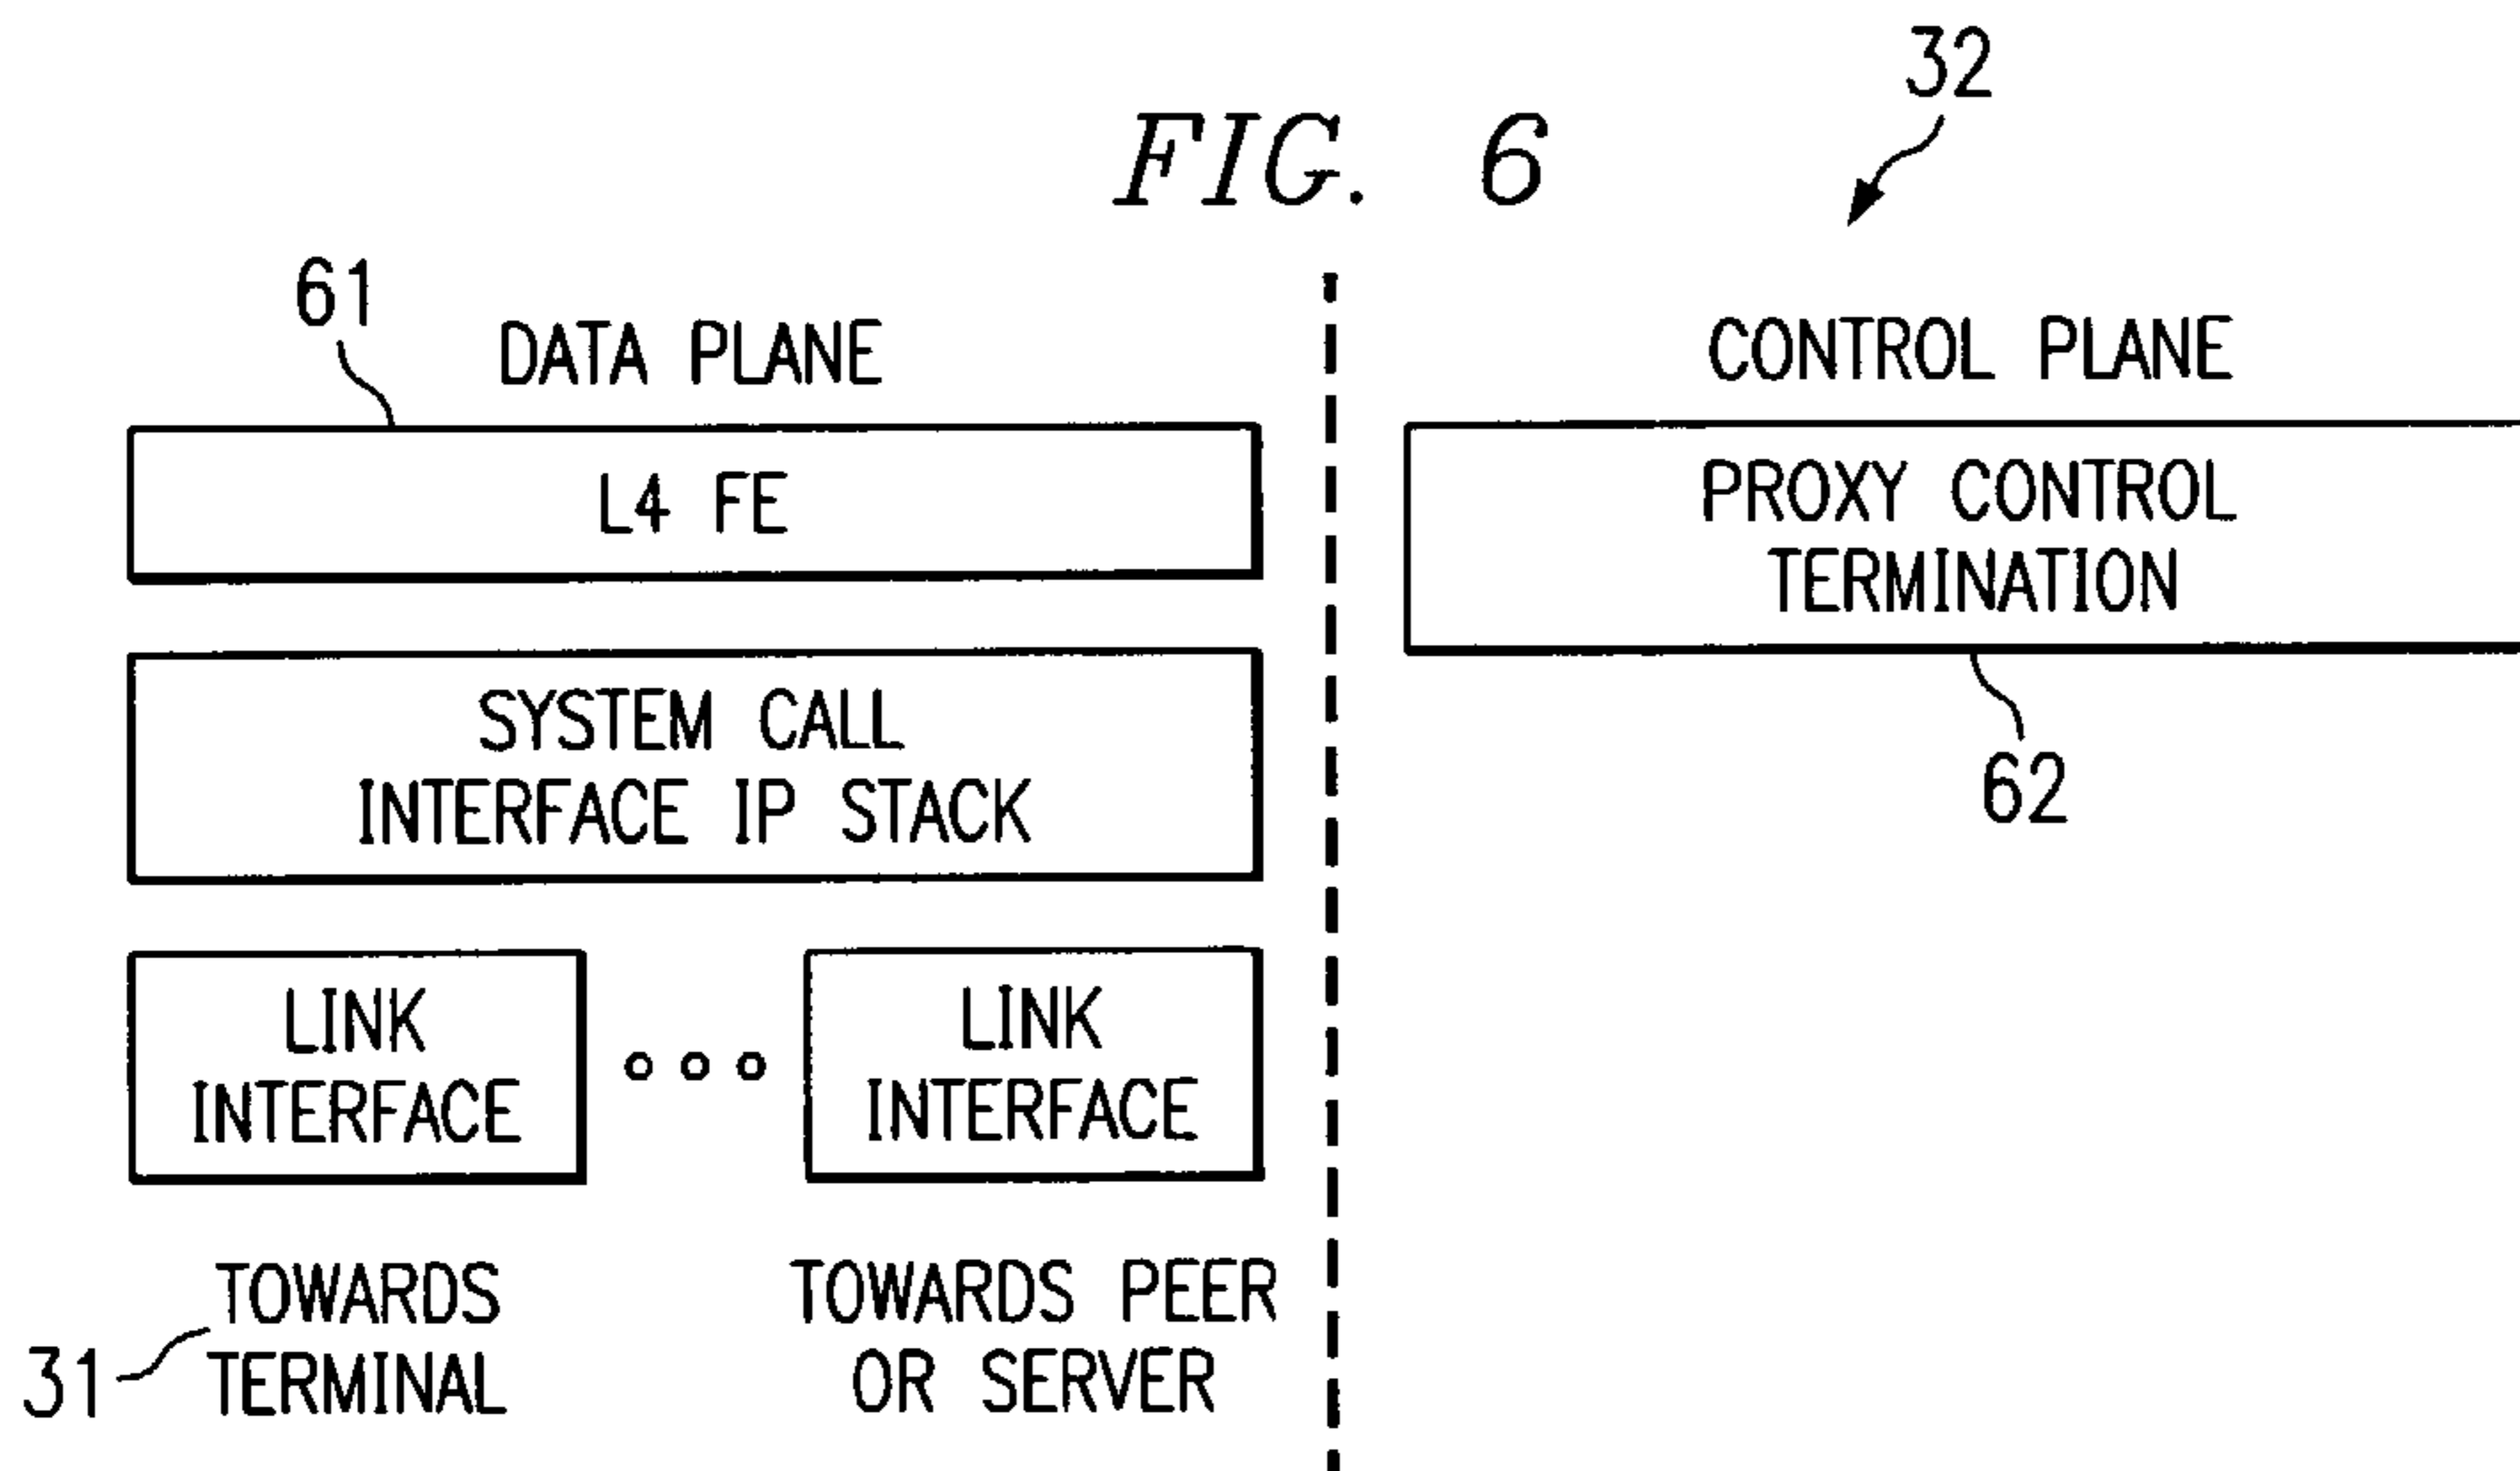 32
FIG. 6
61
DATA PLANE
CONTROL PLANE
L4 FE
PROXY CONTROL
TERMINATION
SYSTEM CALL
INTERFACE IP STACK
62
LINK
INTERFACE
LINK
INTERFACE
TOWARDS
TERMINAL
31
TOWARDS PEER
OR SERVER